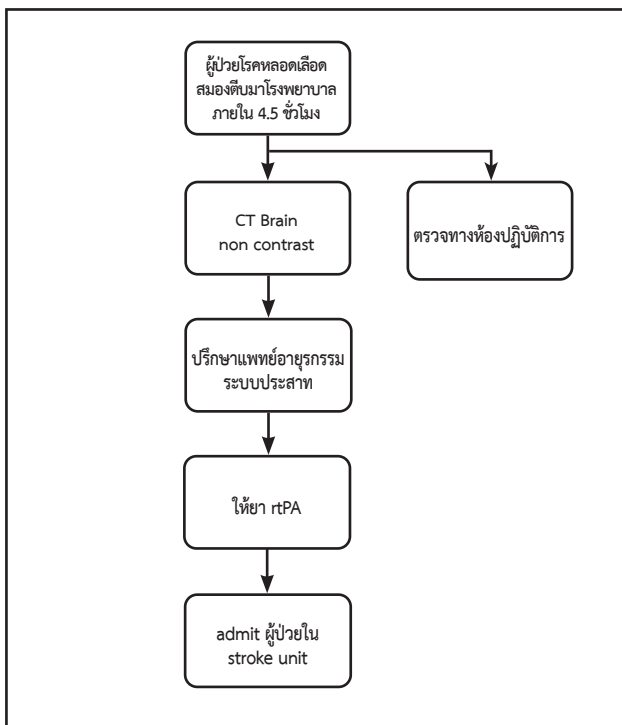 ผู้ป่วยโรคหลอดเลือด
สมองตีบมาโรงพยาบาล
ภายใน 4.5 ชั่วโมง
CT Brain
non contrast
ตรวจทางห้องปฏิบัติการ
ปรึกษาแพทย์อายุรกรรม
ระบบประสาท
ให้ยา rtPA
admit ผู้ป่วยใน
stroke unit